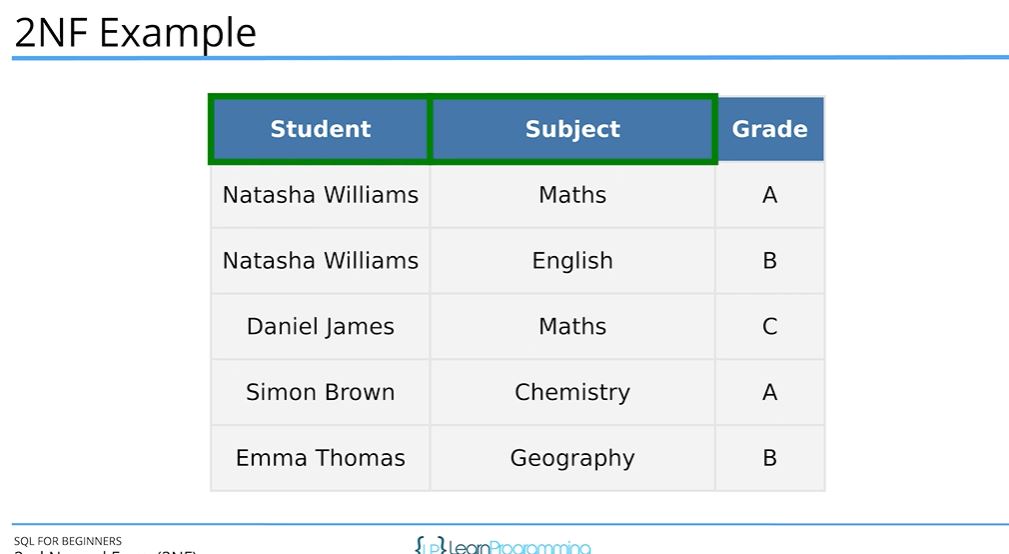 2NF Example
Student Subject Grade
Natasha Williams Maths A
Natasha Williams English B
Daniel James Maths C
Simon Brown Chemistry A
Emma Thomas Geography B
SQL FOR BEGINNERS
{LP}LearnProgramming